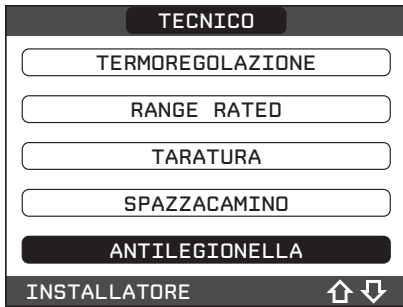 TECNICO
TERMOREGOLAZIONE
RANGE RATED
TARATURA
SPAZZACAMINO
ANTILEGIONELLA
INSTALLATORE